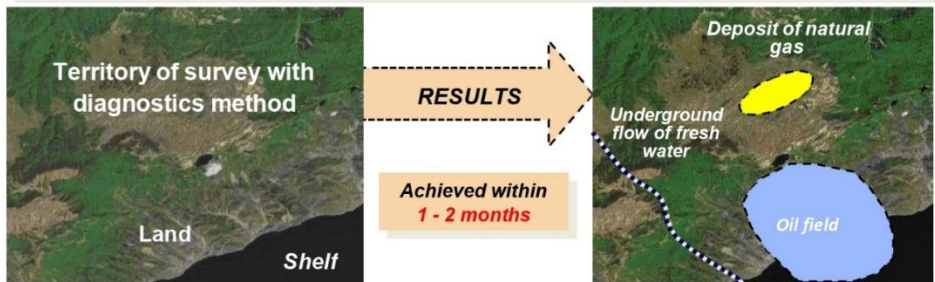 Territory of survey with
diagnostics method
Land
Shelf
RESULTS
Achieved within
1 - 2 months
Deposit of natural
gas
Underground
flow of fresh
water
Oil field